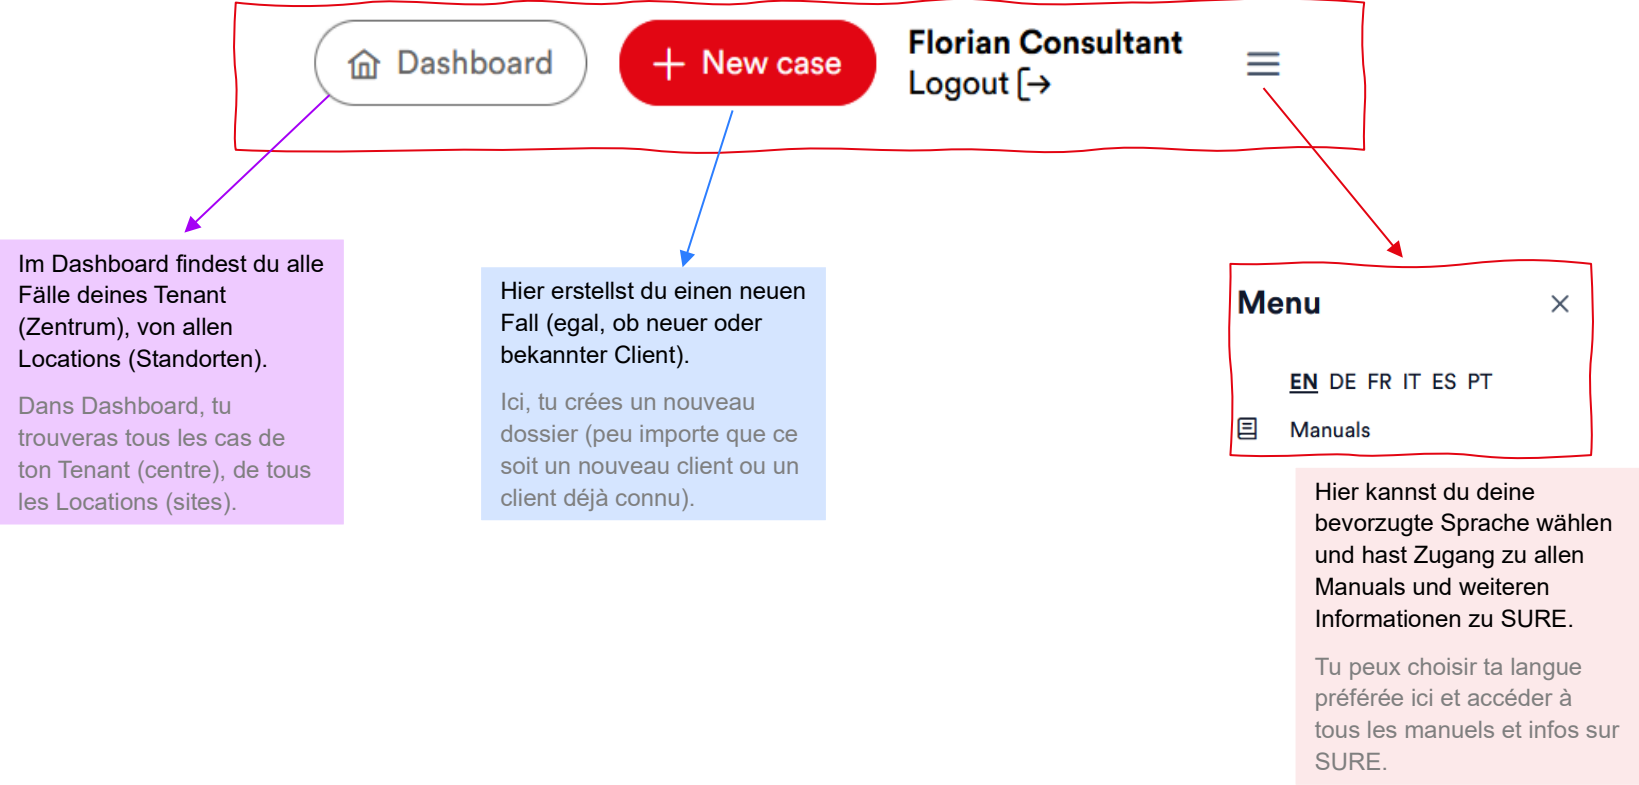 Dashboard
New case
Florian Consultant
Logout
Im Dashboard findest du alle
Fälle deines Tenant
(Zentrum), von allen
Locations (Standorten).
Dans Dashboard, tu
trouveras tous les cas de
ton Tenant (centre), de tous
les Locations (sites).
Hier erstellst du einen neuen
Fall (egal, ob neuer oder
bekannter Client).
Ici, tu crées un nouveau
dossier (peu importe que ce
soit un nouveau client ou un
client déjà connu).
Menu
EN DE FR IT ES PT
Manuals
Hier kannst du deine
bevorzugte Sprache wählen
und hast Zugang zu allen
Manuals und weiteren
Informationen zu SURE.
Tu peux choisir ta langue
préférée ici et accéder à
tous les manuels et infos sur
SURE.